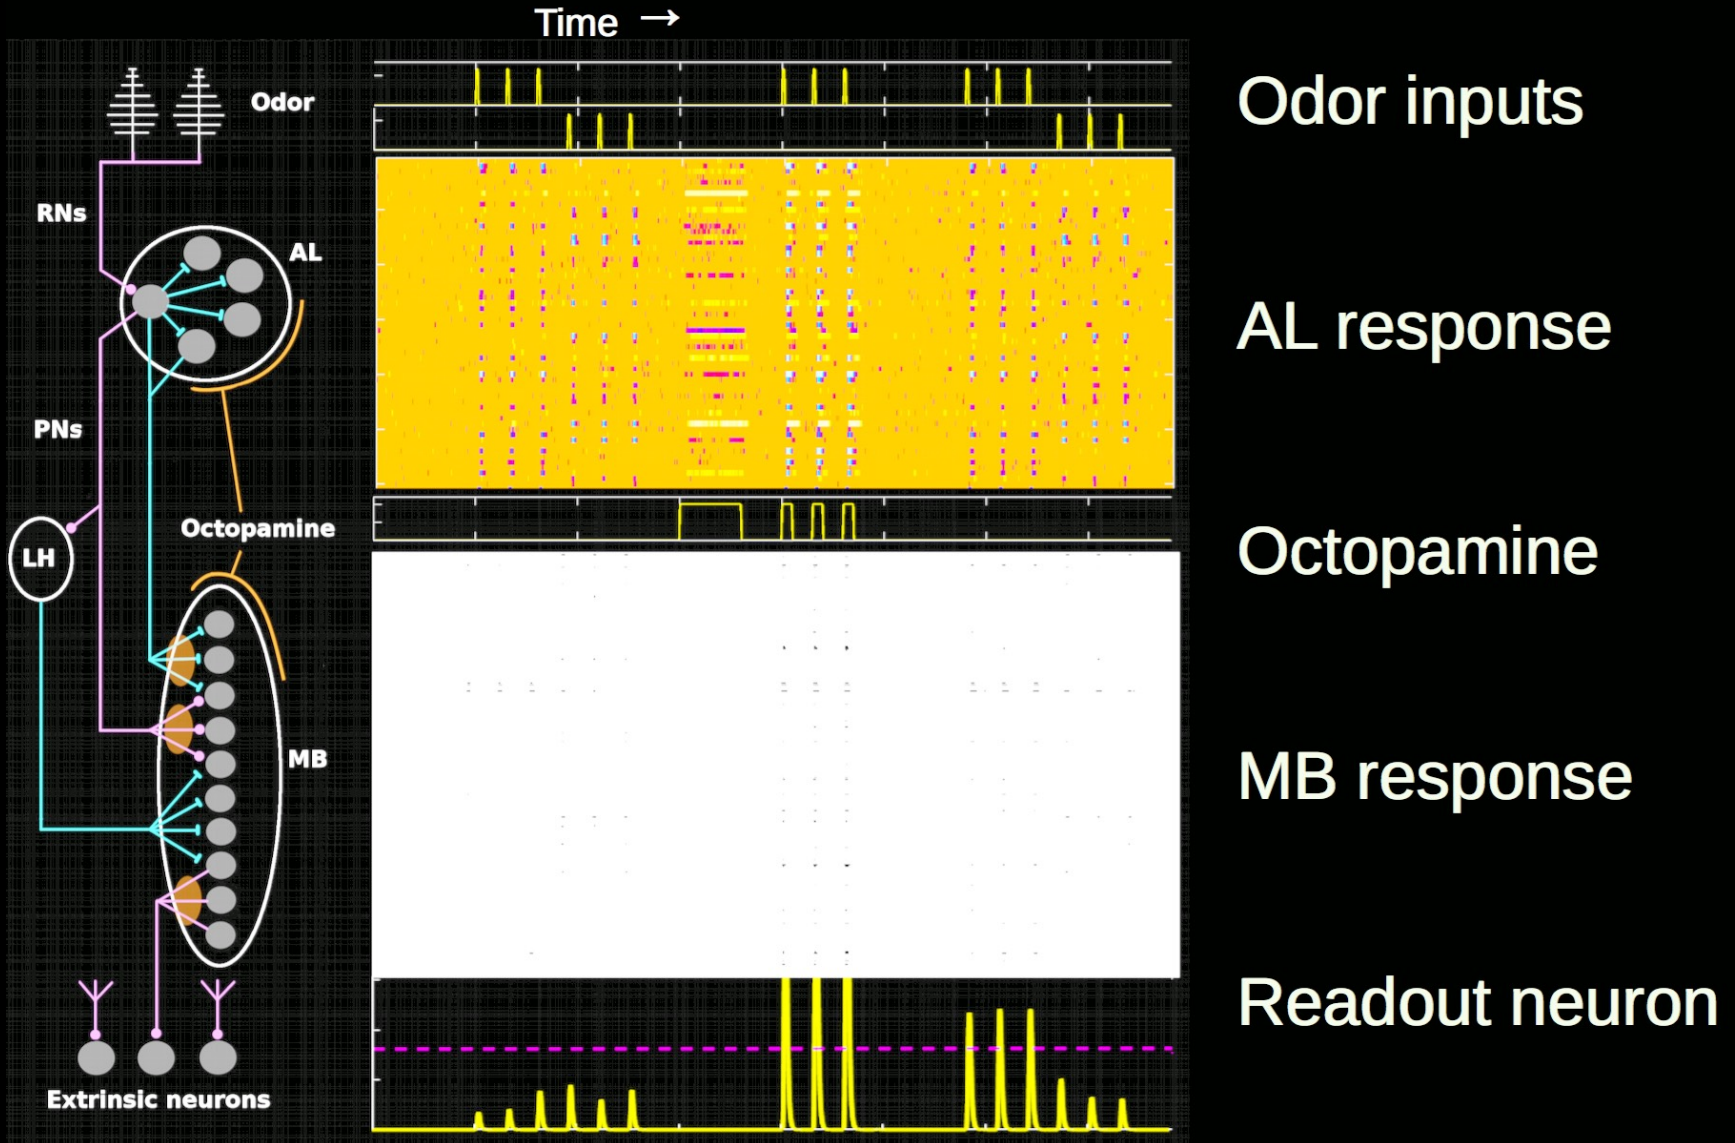 Time →
Odor
Odor inputs
RNs
AL
AL response
PNs
Octopamine
Octopamine
LH
MB
MB response
Readout neuron
Extrinsic neurons